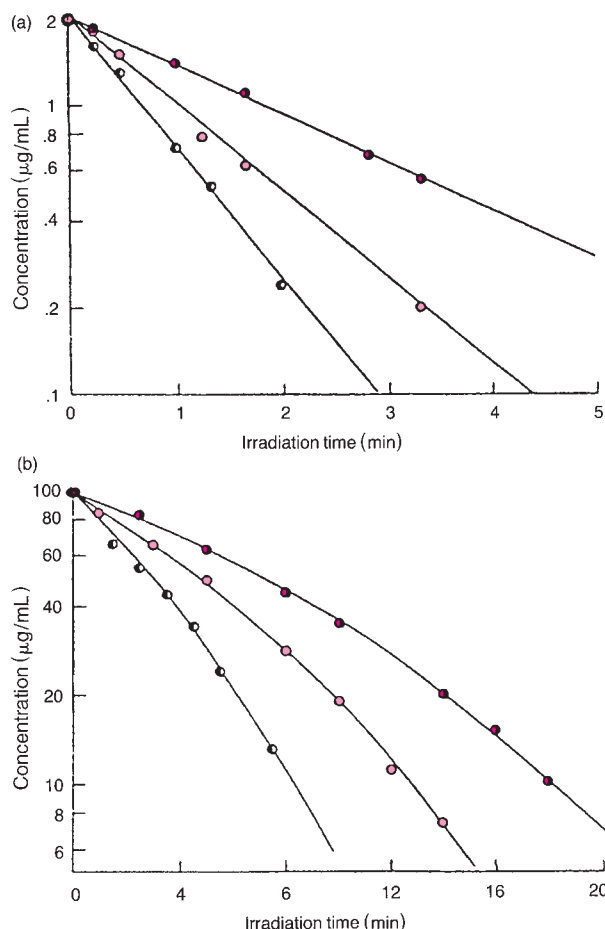 (a)
2
1
.8
.6
.4
0.2
.1
Concentration (μg/mL)
0 1 2 3 4 5
Irradiation time (min)
(b)
100
80
60
40
20
10
8
6
Concentration (μg/mL)
0 4 6 12 16 20
Irradiation time (min)